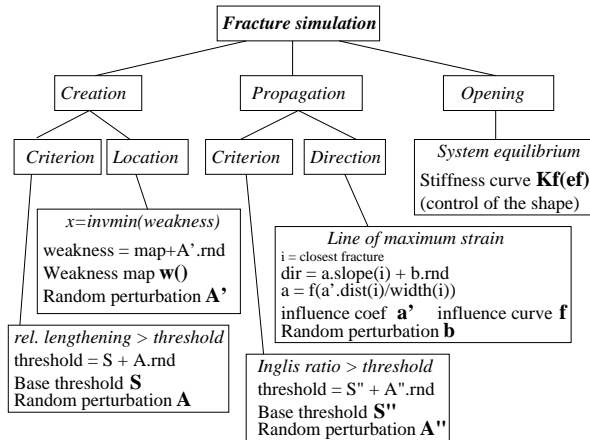 Fracture simulation
Creation
Propagation
Opening
Criterion
Location
Criterion
Direction
System equilibrium
Stiffness curve Kf(ef)
(control of the shape)
x=invmin(weakness)
weakness = map+A'.rnd
Weakness map w()
Random perturbation A'
Line of maximum strain
i = closest fracture
dir = a.slope(i) + b.rnd
a = f(a'.dist(i)/width(i))
influence coef a' influence curve f
Random perturbation b
rel. lengthening > threshold
threshold = S + A.rnd
Base threshold S
Random perturbation A
Inglis ratio > threshold
threshold = S" + A".rnd
Base threshold S"
Random perturbation A"